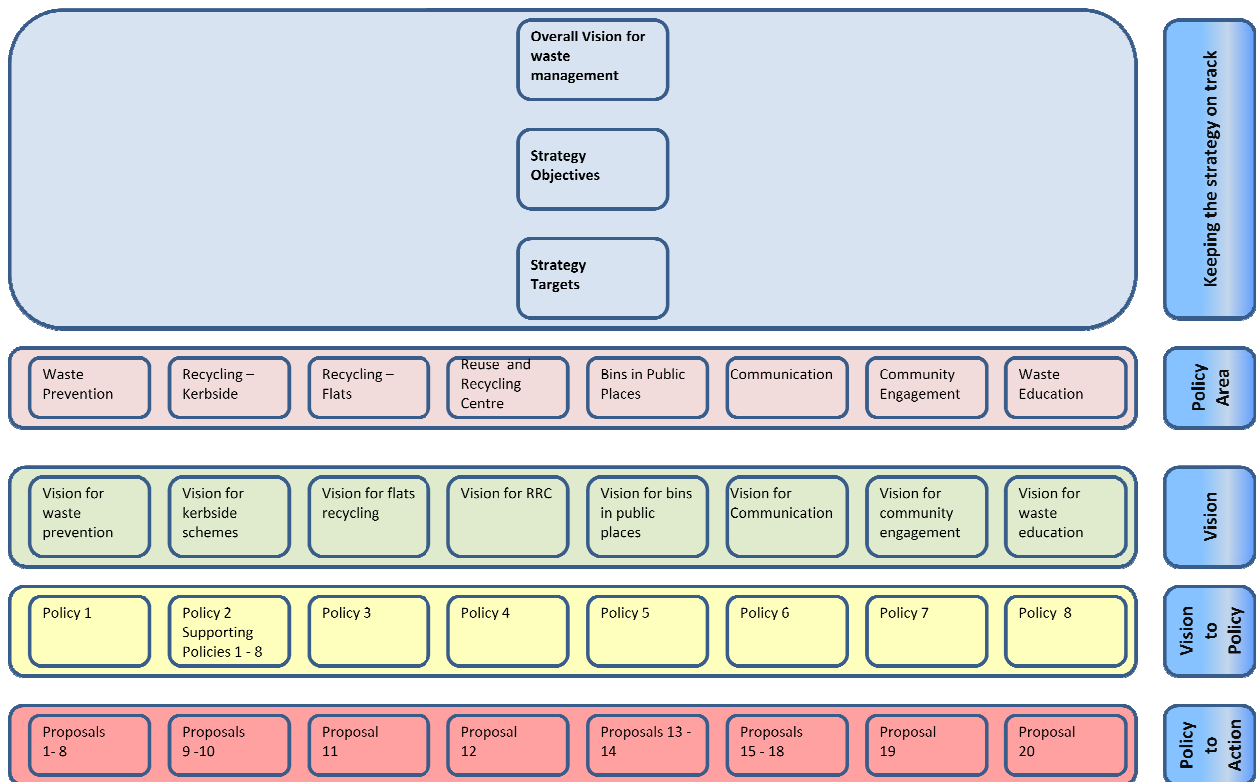 Overall Vision for
waste
management
Strategy
Objectives
Strategy
Targets
Keeping the strategy on track
Waste
Prevention
Recycling –
Kerbside
Recycling –
Flats
Reuse and
Recycling
Centre
Bins in Public
Places
Communication
Community
Engagement
Waste
Education
Policy
Area
Vision for
waste
prevention
Vision for
kerbside
schemes
Vision for flats
recycling
Vision for RRC
Vision for bins
in public
places
Vision for
Communication
Vision for
community
engagement
Vision for
waste
education
Vision
Policy 1
Policy 2
Supporting
Policies 1 - 8
Policy 3
Policy 4
Policy 5
Policy 6
Policy 7
Policy 8
Vision
to
Policy
Proposals
1- 8
Proposals
9 -10
Proposal
11
Proposal
12
Proposals 13 -
14
Proposals
15 - 18
Proposal
19
Proposal
20
Policy
to
Action